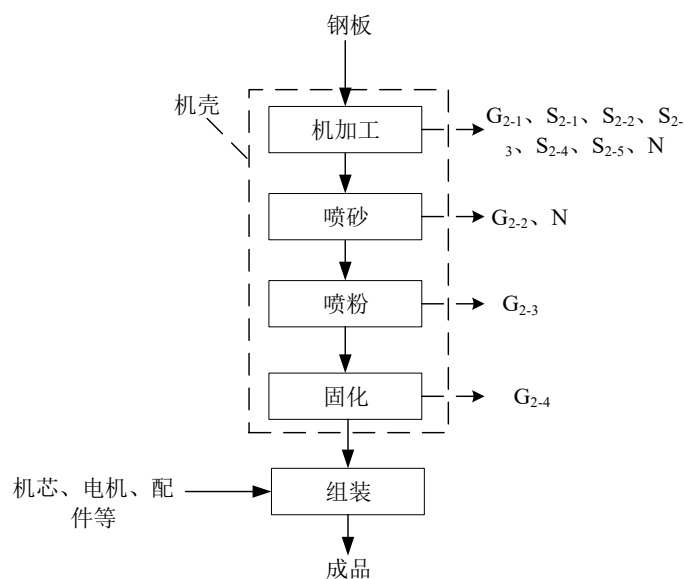 钢板
机壳
机加工
G2-1、S2-1、S2-2、S2-
3、S2-4、S2-5、N
喷砂
G2-2、N
喷粉
G2-3
固化
G2-4
机芯、电机、配
件等
组装
成品